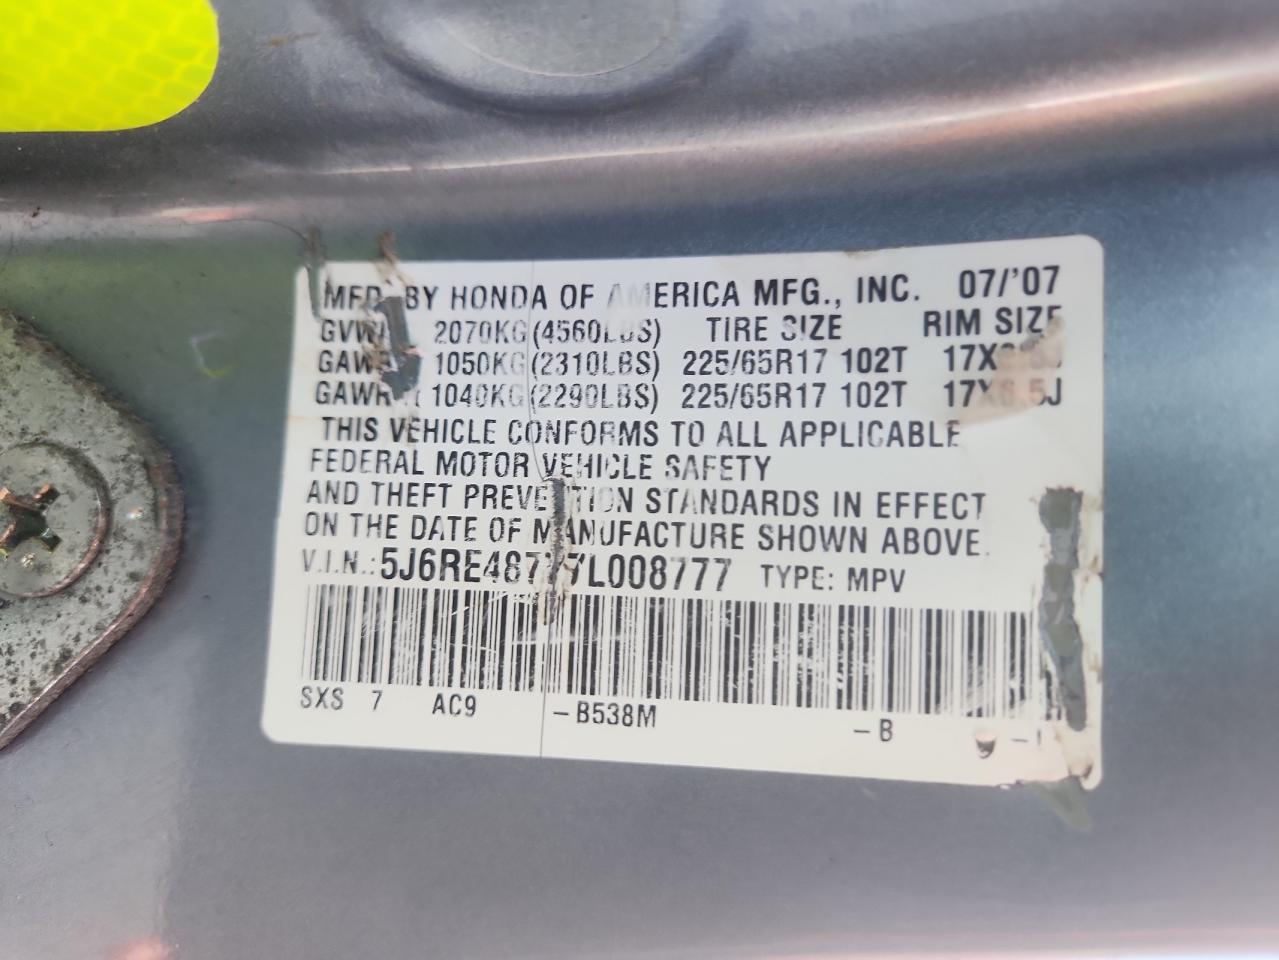 MFD. BY HONDA OF AMERICA MFG., INC. 07/'07
2070KG (4560LBS) TIRE SIZE RIM SIZE
1050KG (2310LBS) 225/65R17 102T
1040KG (2290LBS) 225/65R17 102T 17X6.5J
THIS VEHICLE CONFORMS TO ALL APPLICABLE
FEDERAL MOTOR VEHICLE SAFETY
AND THEFT PREVENTION STANDARDS IN EFFECT
ON THE DATE OF MANUFACTURE SHOWN ABOVE.
V.I.N.: TYPE: MPV
SXS 7 AC9 -B538M -B